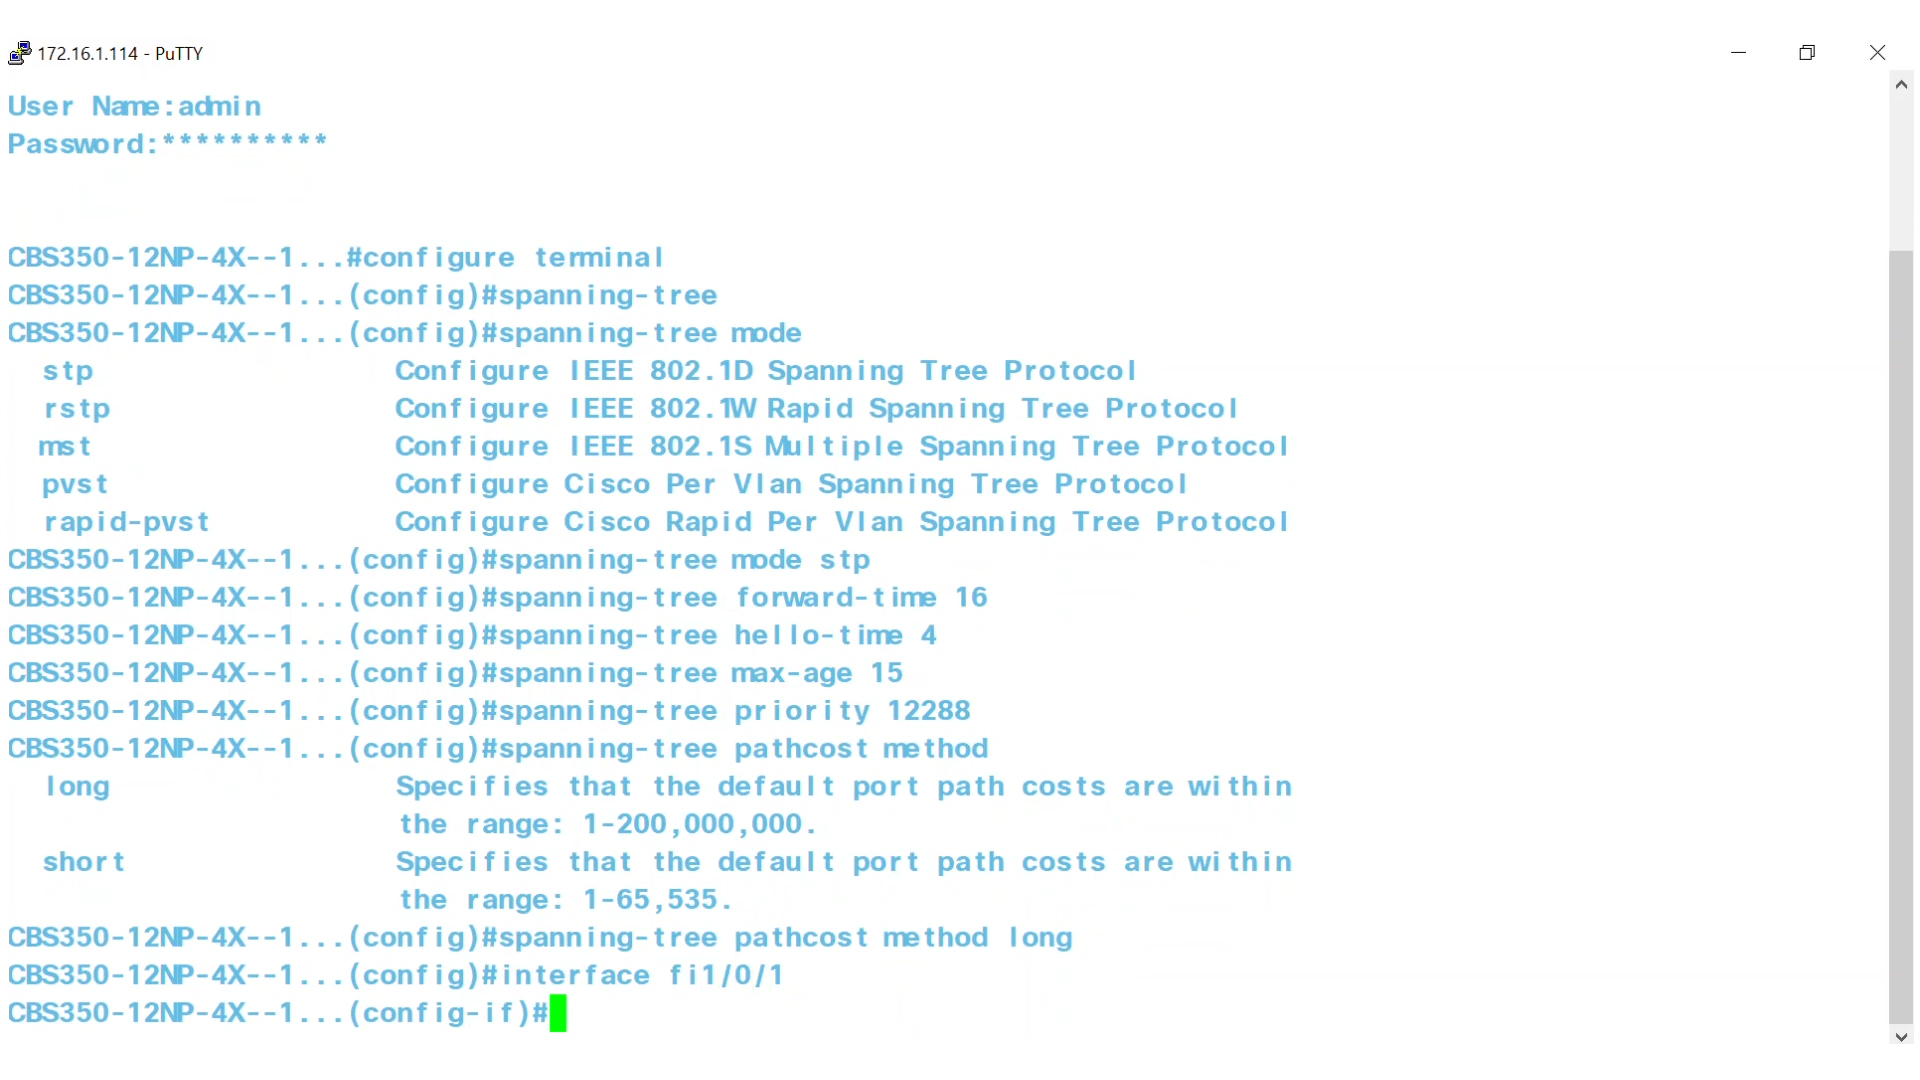 172.16.1.114 - PuTTY
User Name:admin
Password:**********
CBS350-12NP-4X--1...#configure terminal
CBS350-12NP-4X--1...(config)#spanning-tree
CBS350-12NP-4X--1...(config)#spanning-tree mode
stp Configure IEEE 802.1D Spanning Tree Protocol
rstp Configure IEEE 802.1W Rapid Spanning Tree Protocol
mst Configure IEEE 802.1S Multiple Spanning Tree Protocol
pvst Configure Cisco Per Vlan Spanning Tree Protocol
rapid-pvst Configure Cisco Rapid Per Vlan Spanning Tree Protocol
CBS350-12NP-4X--1...(config)#spanning-tree mode stp
CBS350-12NP-4X--1...(config)#spanning-tree forward-time 16
CBS350-12NP-4X--1...(config)#spanning-tree hello-time 4
CBS350-12NP-4X--1...(config)#spanning-tree max-age 15
CBS350-12NP-4X--1...(config)#spanning-tree priority 12288
CBS350-12NP-4X--1...(config)#spanning-tree pathcost method
long Specifies that the default port path costs are within
the range: 1-200,000,000.
short Specifies that the default port path costs are within
the range: 1-65,535.
CBS350-12NP-4X--1...(config)#spanning-tree pathcost method long
CBS350-12NP-4X--1...(config)#interface fi1/0/1
CBS350-12NP-4X--1...(config-if)#